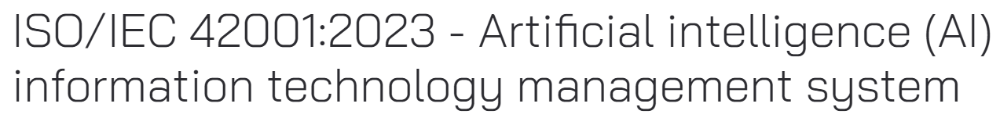 ISO/IEC 42001:2023 - Artificial intelligence (AI)
information technology management system